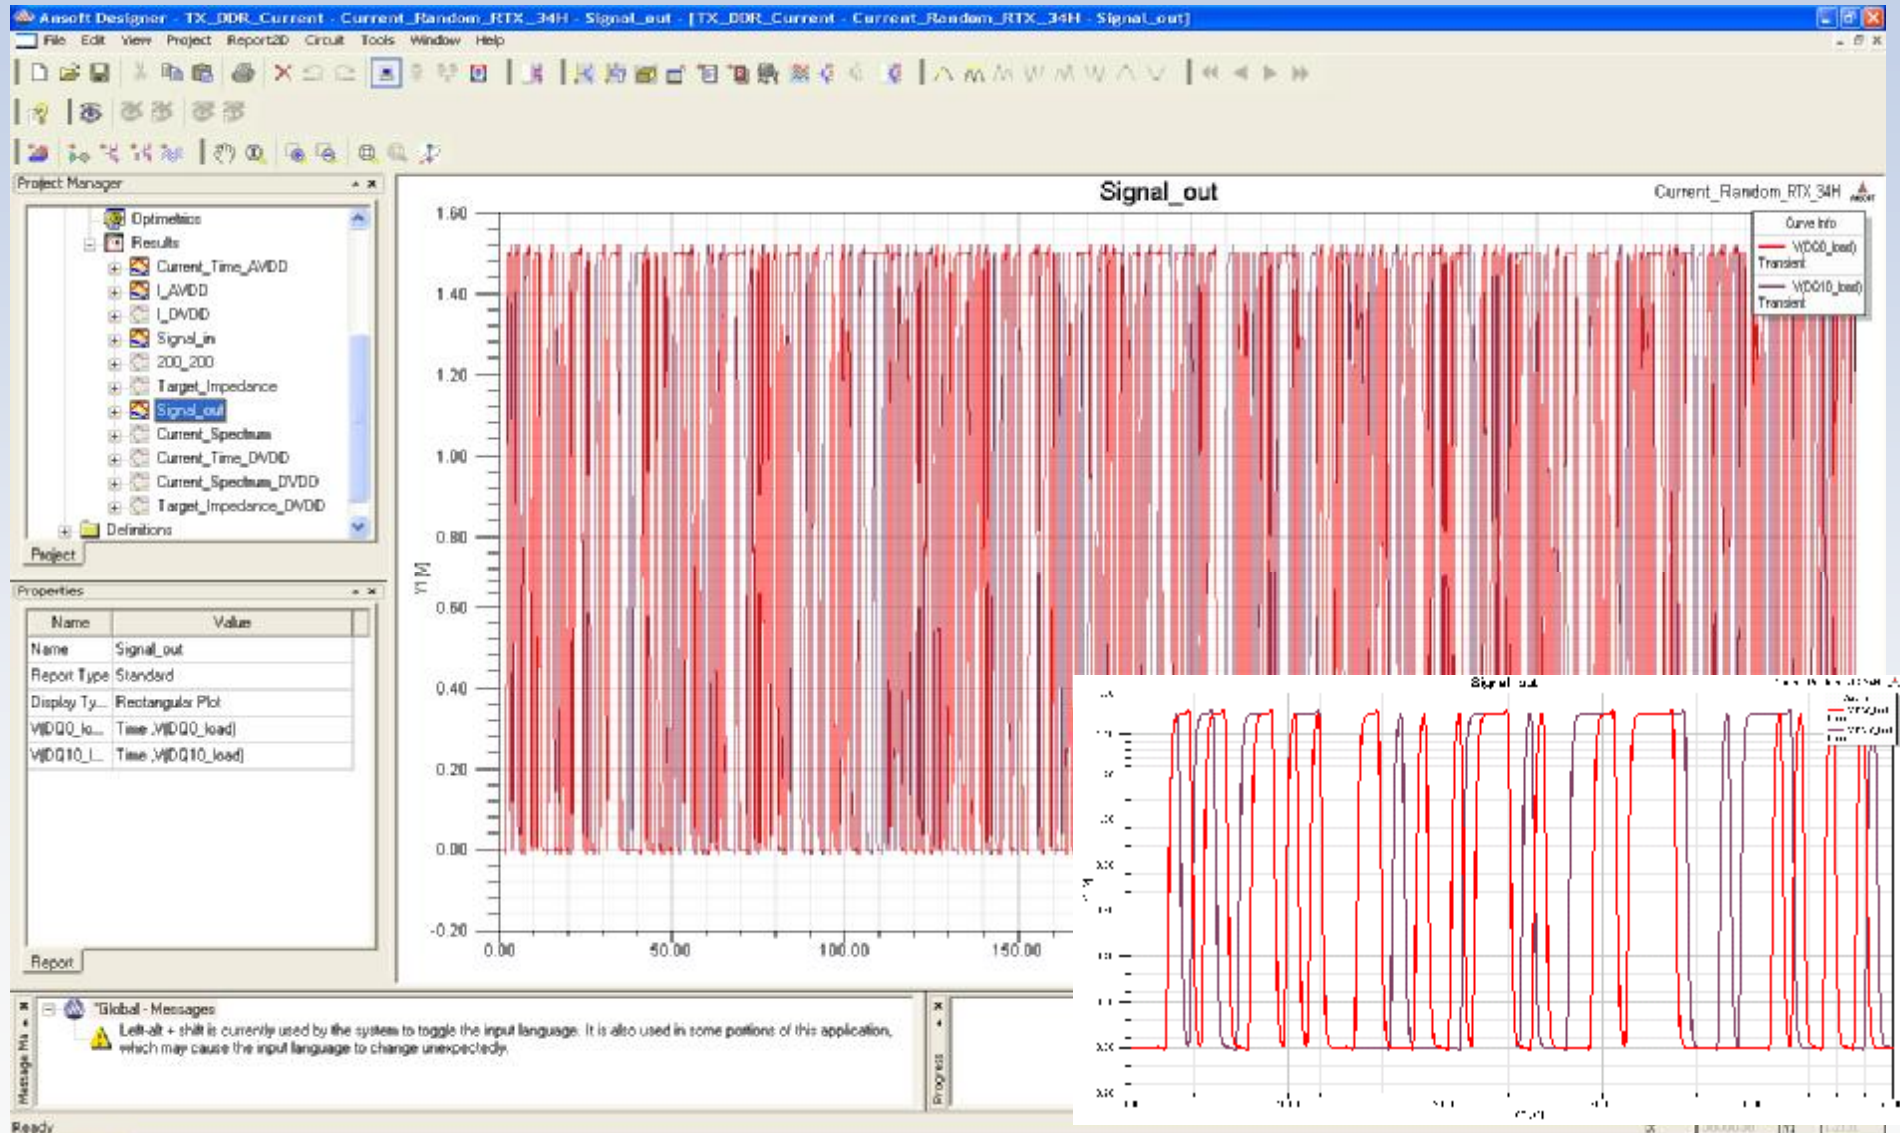 Ansoft Designer - TX_DDR_Current - Current_Random_RTX_34H - Signal_out - [TX_DDR_Current - Current_Random_RTX_34H - Signal_out]
File Edit View Project Report2D Circuit Tools Window Help
Project Manager
Optimetrics
Results
Current_Time_AVDD
I_AVDD
I_DVDD
Signal_in
200_200
Target_Impedance
Signal_out
Current_Spectrum
Current_Time_DVDD
Current_Spectrum_DVDD
Target_Impedance_DVDD
Definitions
Project
Properties
Name Value
Name Signal_out
Report Type Standard
Display Ty... Rectangular Plot
V(DQ0_lo... Time ,V(DQ0_load)
V(DQ10_l... Time ,V(DQ10_load)
Report
Signal_out
Current_Random_RTX_34H
Curve Info
V(DQ0_load)
Transient
V(DQ10_load)
Transient
1.60
1.40
1.20
1.00
0.80
0.60
0.40
0.20
0.00
-0.20
Y1 [V]
0.00 50.00 100.00 150.00
Signal_out
*Global - Messages
Left-alt + shift is currently used by the system to toggle the input language. It is also used in some portions of this application,
which may cause the input language to change unexpectedly.
Progress
Ready